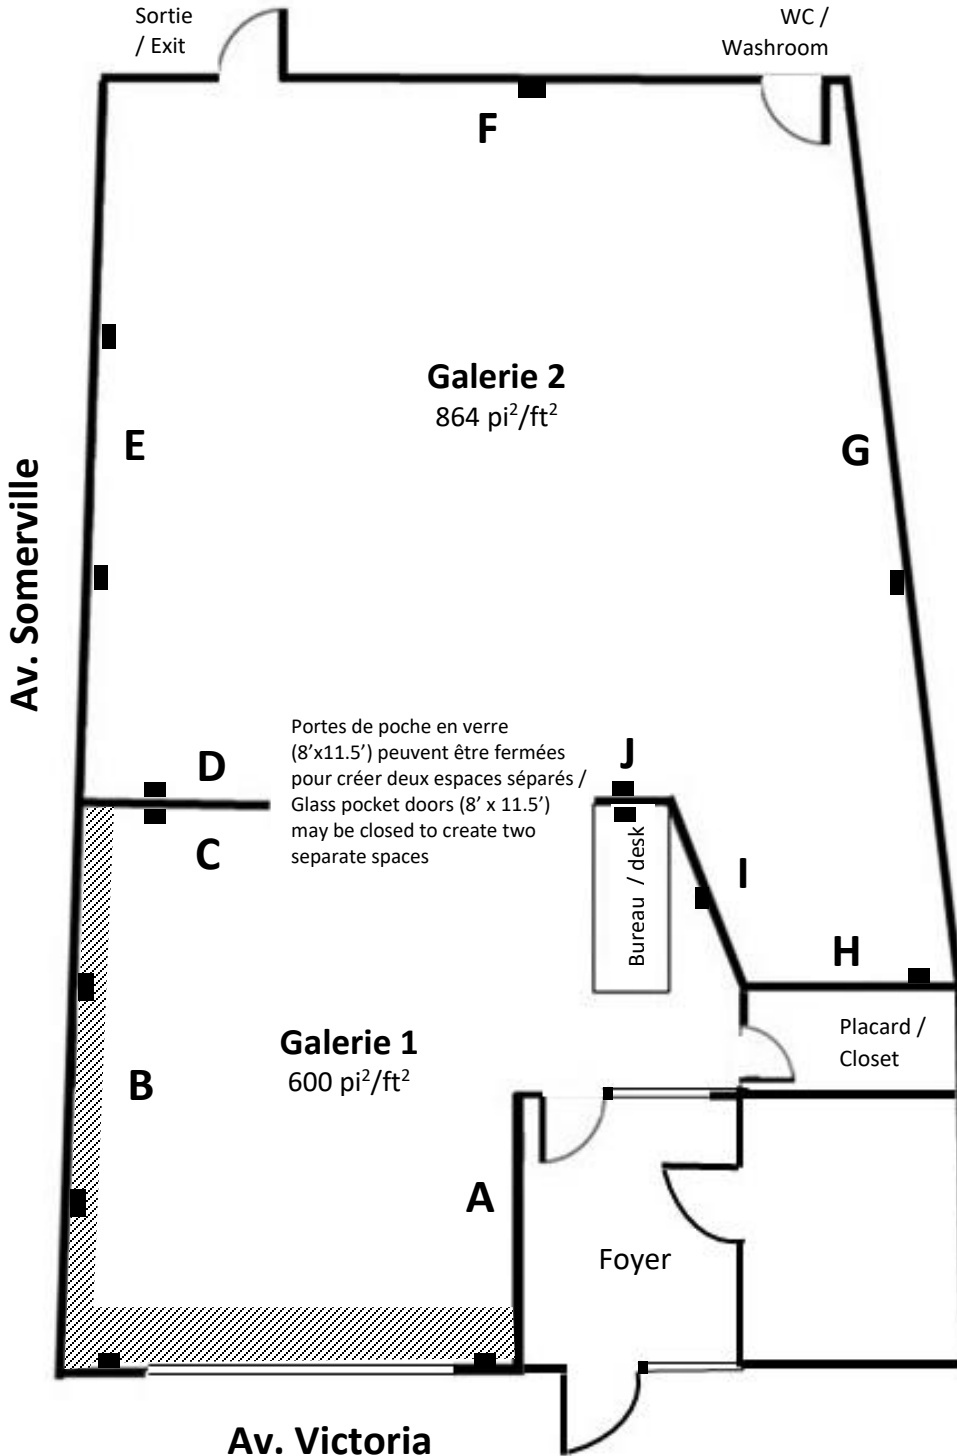 Sortie
/ Exit
WC /
Washroom
F
Galerie 2
864 pi²/ft²
E
G
Av. Somerville
Portes de poche en verre
(8’x11.5’) peuvent être fermées
pour créer deux espaces séparés /
Glass pocket doors (8’ x 11.5’)
may be closed to create two
separate spaces
D
J
C
Bureau / desk
I
H
Galerie 1
600 pi²/ft²
Placard /
Closet
B
A
Foyer
Av. Victoria